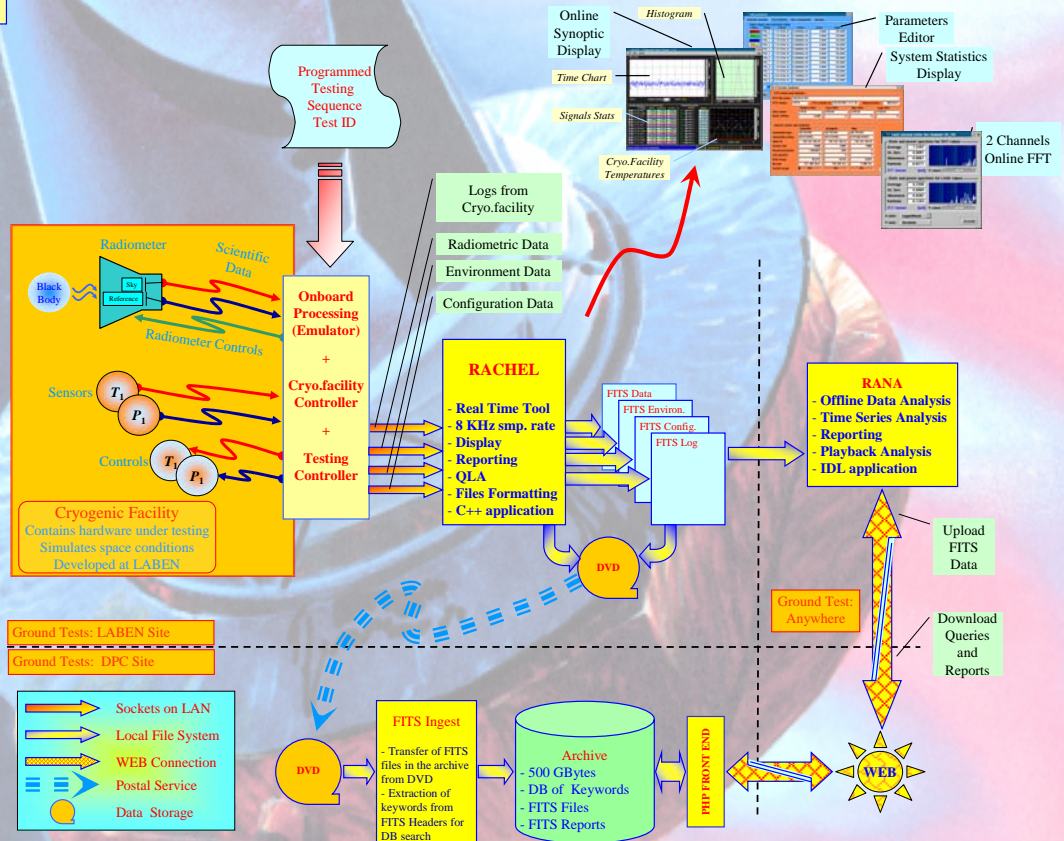 Programmed
Testing
Sequence
Test ID
Online
Synoptic
Display
Histogram
Time Chart
Signals Stats
Cryo.Facility
Temperatures
Parameters
Editor
System Statistics
Display
2 Channels
Online FFT
Logs from
Cryo.facility
Radiometric Data
Environment Data
Configuration Data
Radiometer
Scientific
Data
Black
Body
Sky
Reference
Radiometer Controls
Sensors
T1
P1
Controls
T1
P1
Onboard
Processing
(Emulator)
+
Cryo.facility
Controller
+
Testing
Controller
Cryogenic Facility
Contains hardware under testing
Simulates space conditions
Developed at LABEN
RACHEL
- Real Time Tool
- 8 KHz smp. rate
- Display
- Reporting
- QLA
- Files Formatting
- C++ application
FITS Data
FITS Environ.
FITS Config.
FITS Log
DVD
RANA
- Offline Data Analysis
- Time Series Analysis
- Reporting
- Playback Analysis
- IDL application
Upload
FITS
Data
Ground Test:
Anywhere
Download
Queries
and
Reports
Ground Tests: LABEN Site
Ground Tests: DPC Site
Sockets on LAN
Local File System
WEB Connection
Postal Service
Data Storage
DVD
FITS Ingest
- Transfer of FITS
files in the archive
from DVD
- Extraction of
keywords from
FITS Headers for
DB search
Archive
- 500 GBytes
- DB of Keywords
- FITS Files
- FITS Reports
PHP FRONT END
WEB